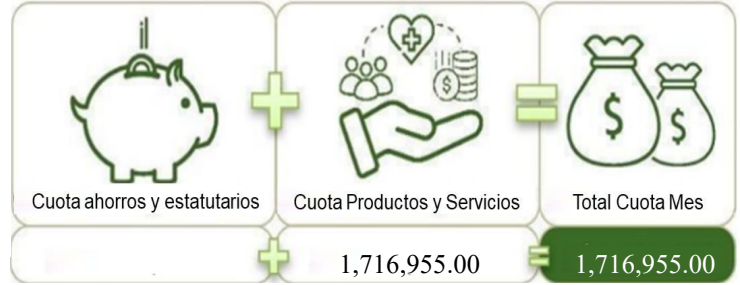 $
$ $
Cuota ahorros y estatutarios + Cuota Productos y Servicios = Total Cuota Mes
+ 1,716,955.00 = 1,716,955.00